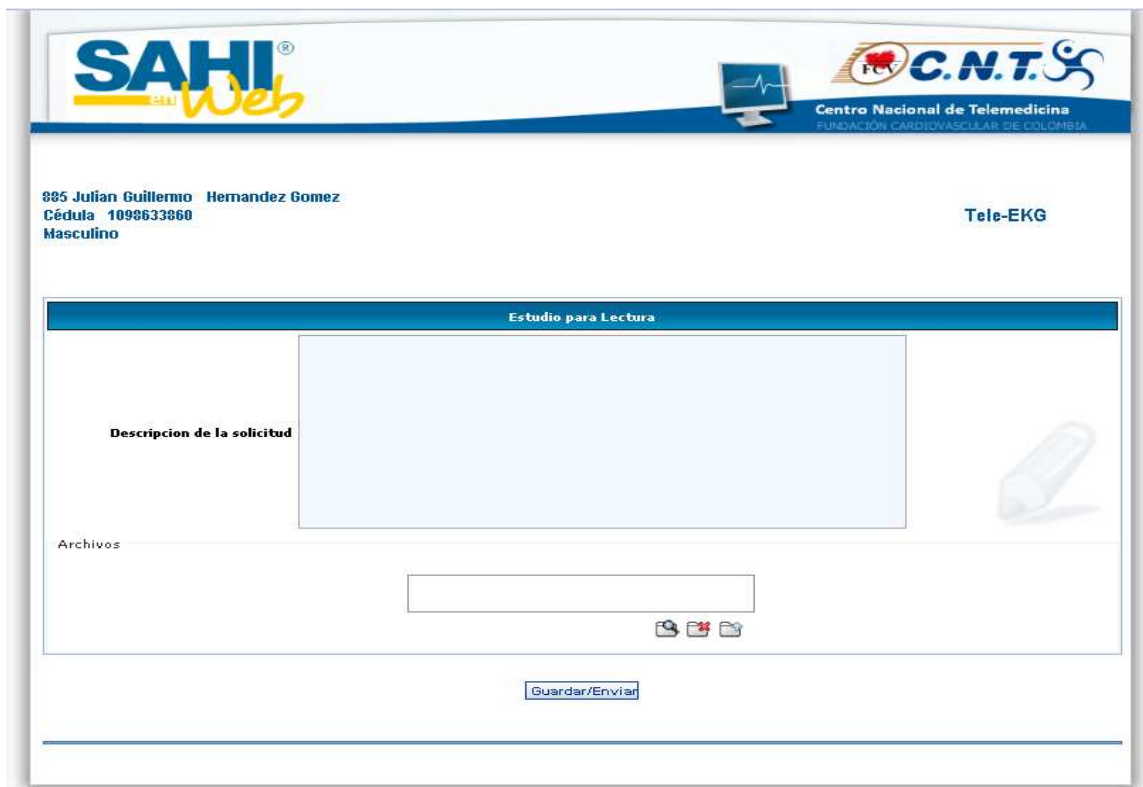 SAHI®
en Web
FCV C.N.T.
Centro Nacional de Telemedicina
FUNDACIÓN CARDIOVASCULAR DE COLOMBIA
885 Julian Guillermo Hernandez Gomez
Cédula 1098633860
Masculino
Tele-EKG
Estudio para Lectura
Descripcion de la solicitud
Archivos
Guardar/Enviar